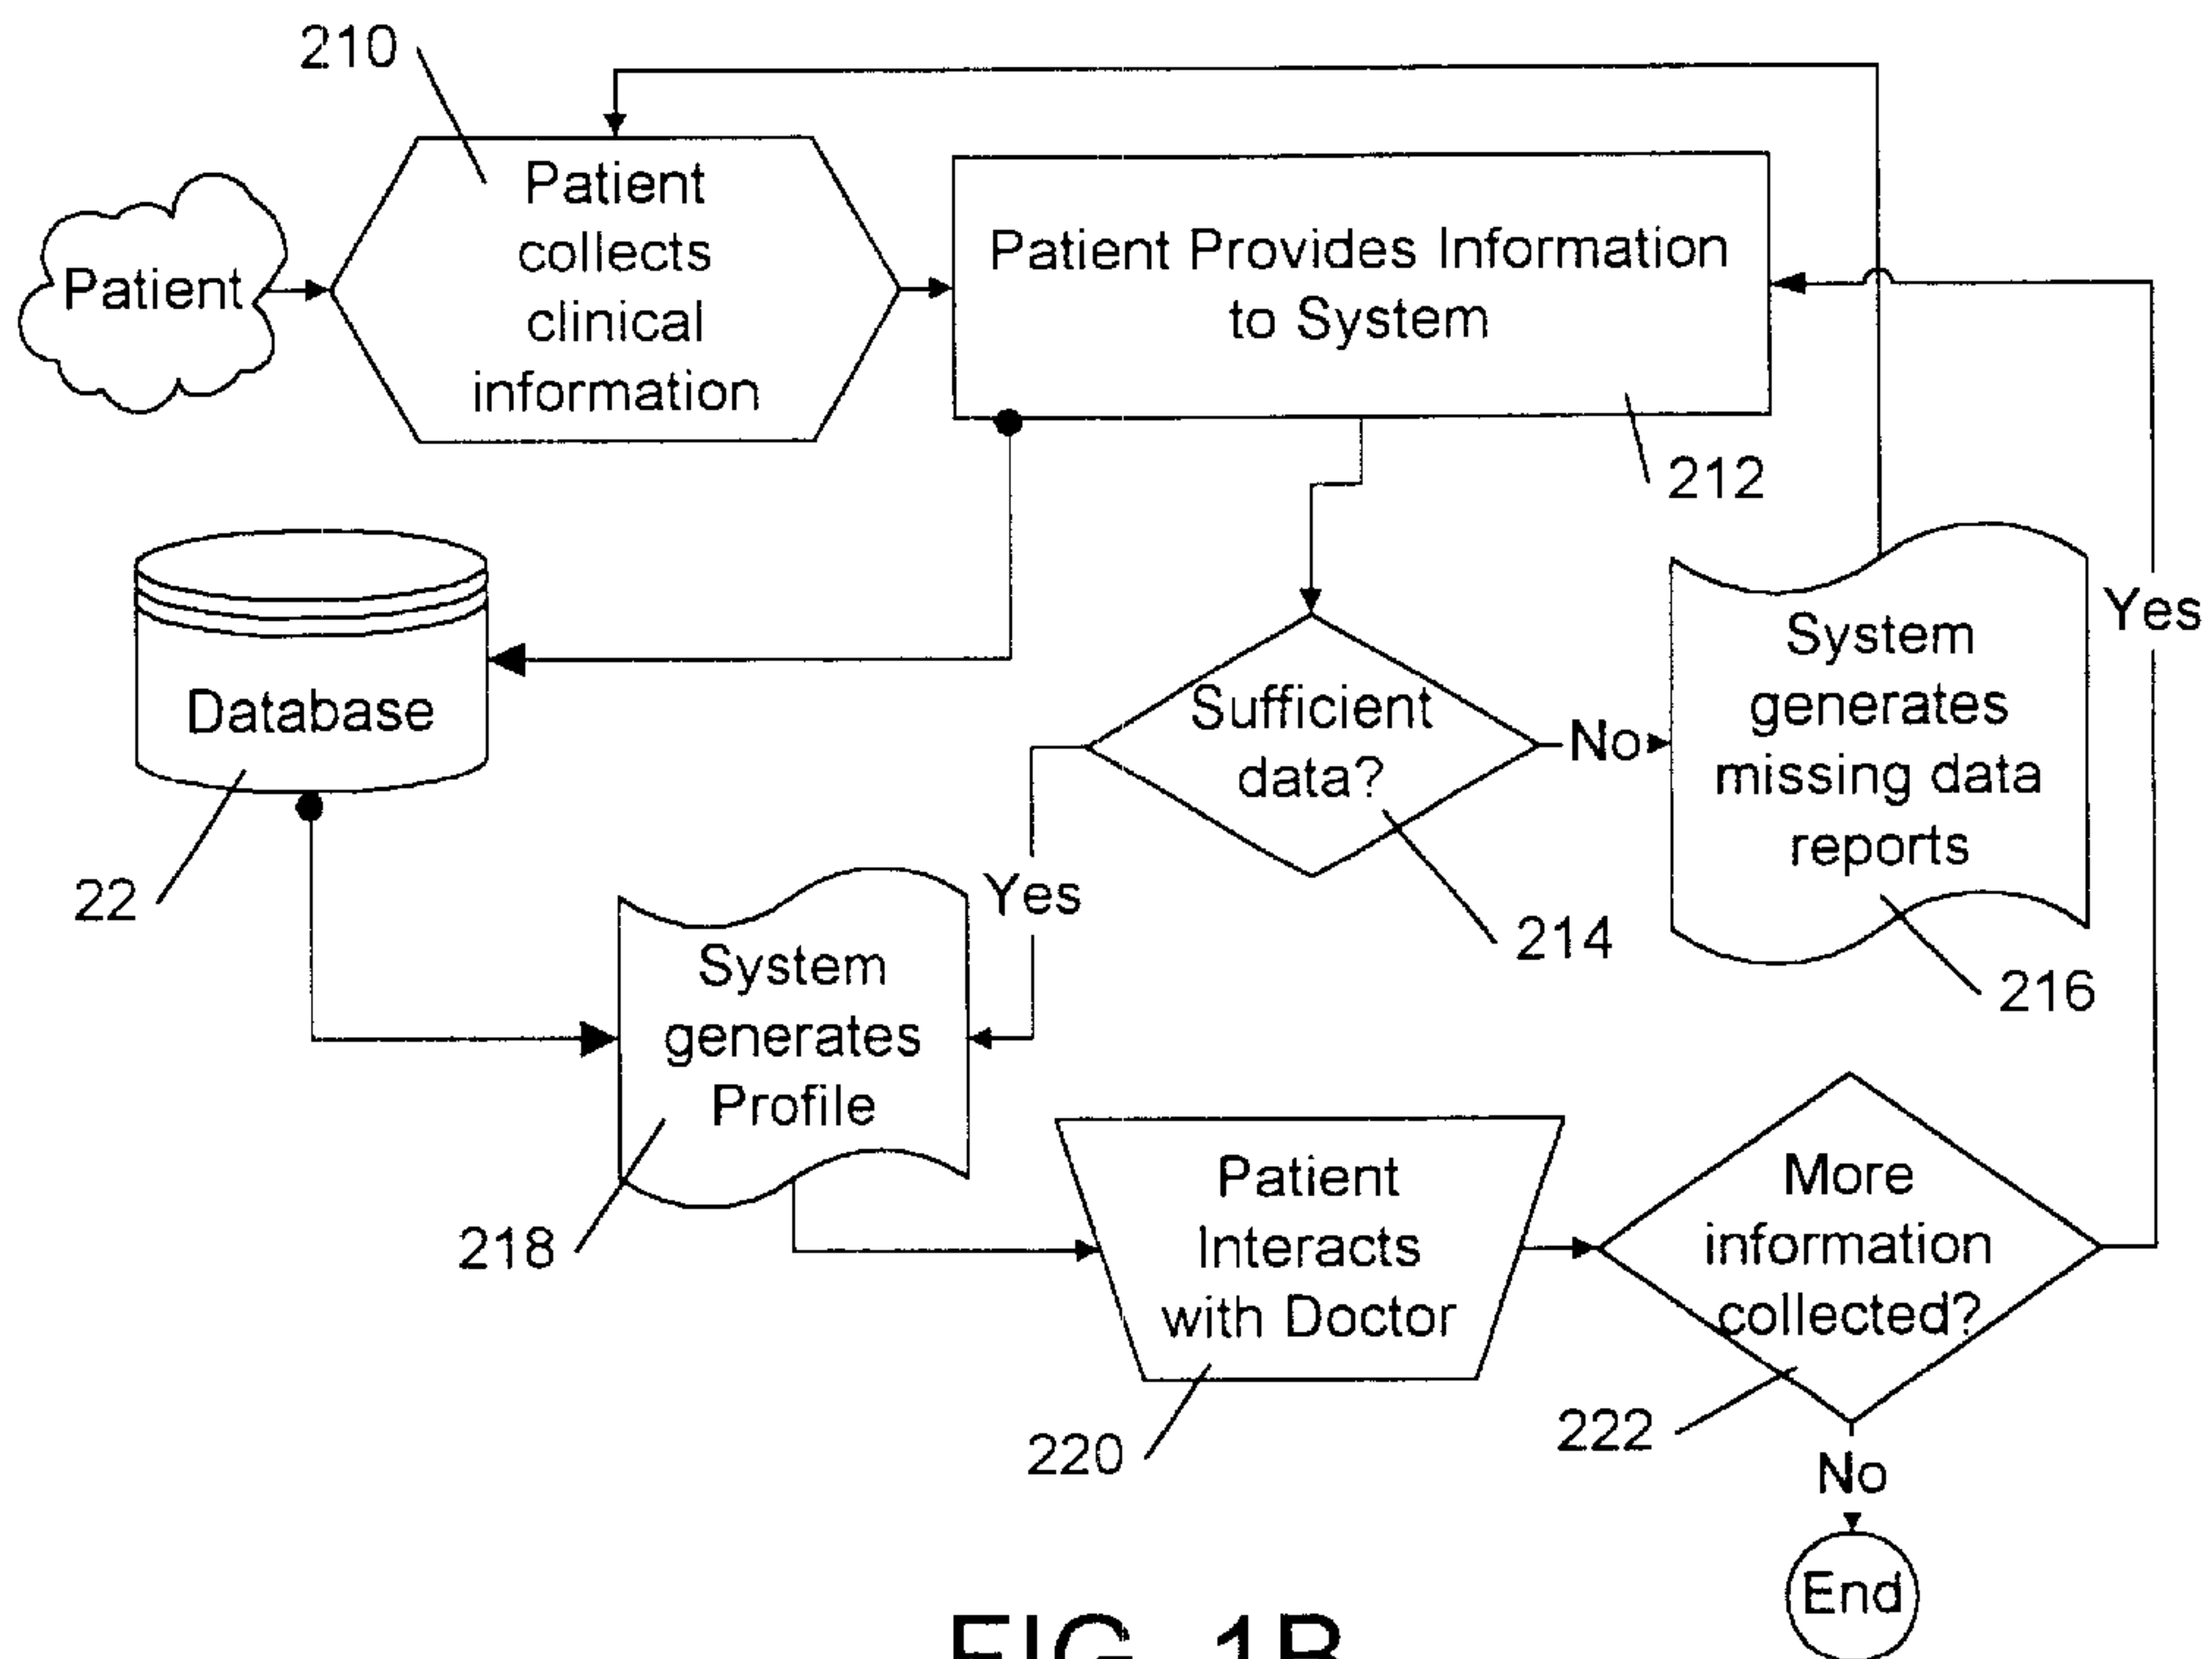 210
Patient
Patient
collects
clinical
information
Patient Provides Information
to System
212
Database
22
Sufficient
data?
214
No
System
generates
missing data
reports
216
Yes
Yes
System
generates
Profile
218
Patient
Interacts
with Doctor
220
More
information
collected?
222
No
End
FIG. 1B